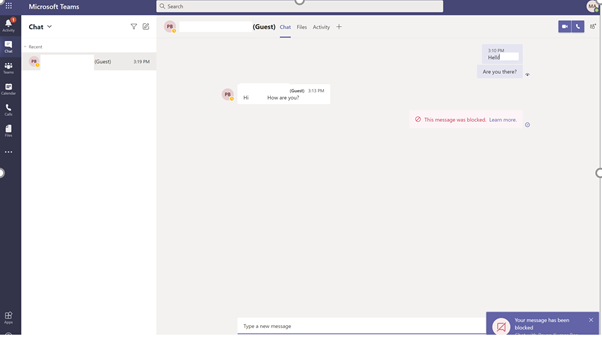 Microsoft Teams
Search
MA
Activity
Chat
Teams
Calendar
Calls
Files
Apps
Chat
Recent
PB
(Guest)
3:19 PM
PB
(Guest)
Chat
Files
Activity
3:10 PM
Hello
Are you there?
PB
(Guest)
3:13 PM
Hi
How are you?
This message was blocked. Learn more.
Type a new message
Your message has been
blocked